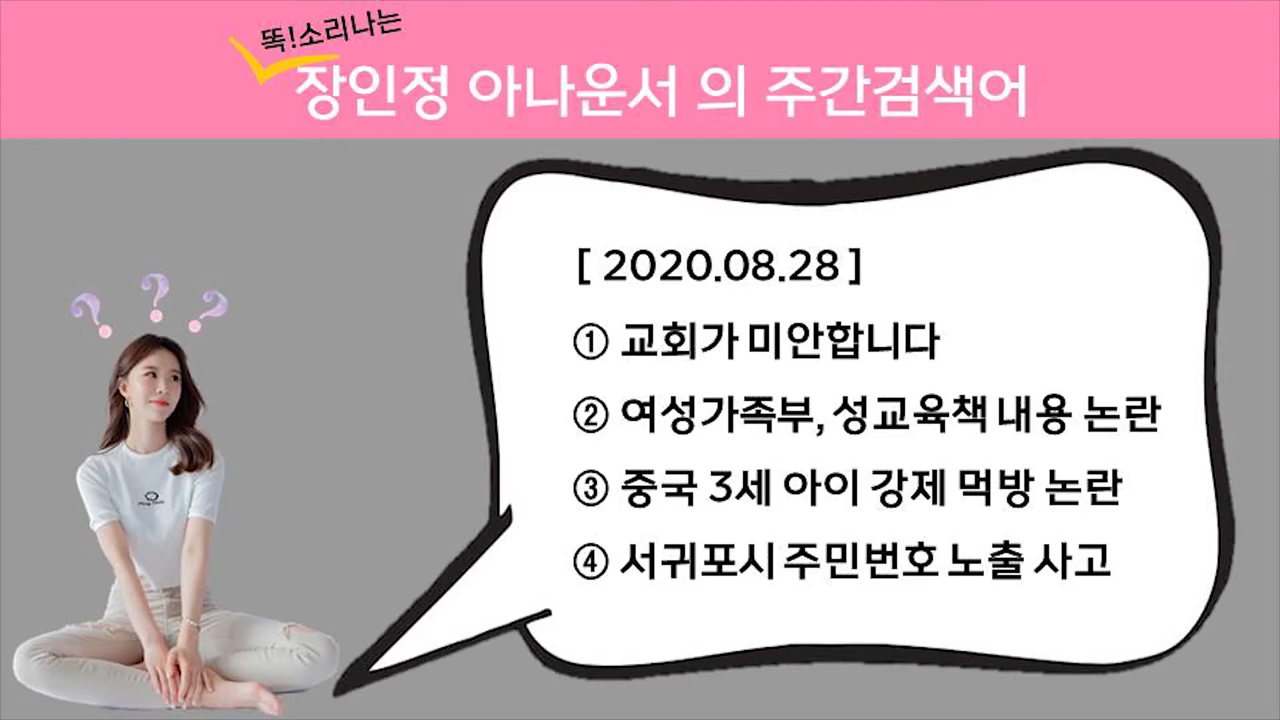 똑!소리나는
장인정 아나운서 의 주간검색어
[ 2020.08.28 ]
① 교회가 미안합니다
② 여성가족부, 성교육책 내용 논란
③ 중국 3세 아이 강제 먹방 논란
④ 서귀포시 주민번호 노출 사고